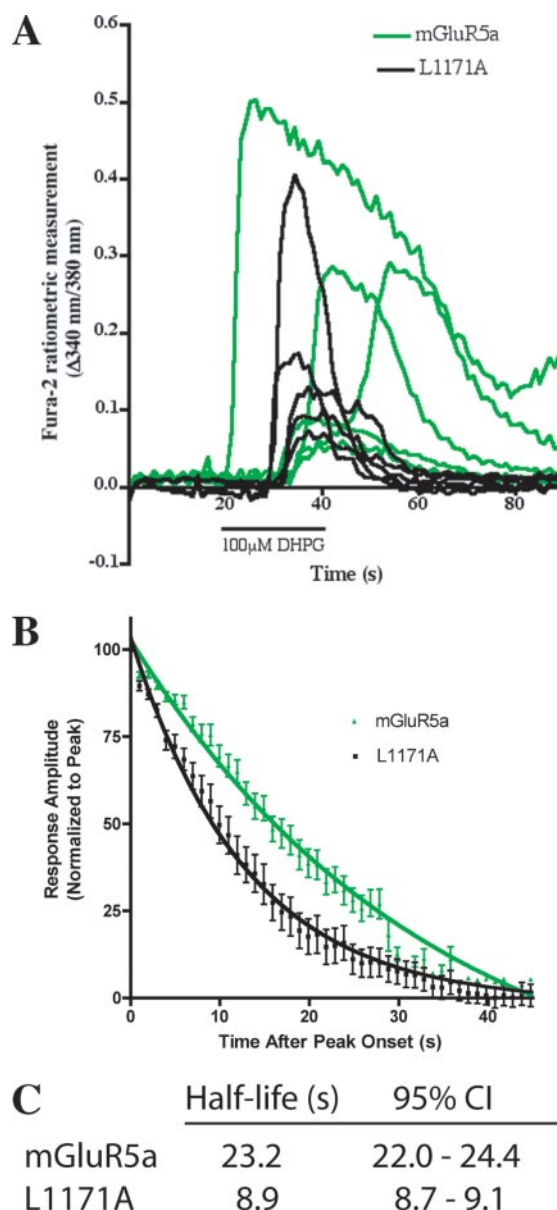 A
0.6
0.5
0.4
0.3
0.2
0.1
0.0
-0.1
Fura-2 ratiometric measurement
(Δ340 nm/380 nm)
mGluR5a
L1171A
20
40
60
80
100μM DHPG
Time (s)
B
100
75
50
25
0
Response Amplitude
(Normalized to Peak)
mGluR5a
L1171A
0
10
20
30
40
Time After Peak Onset (s)
C
Half-life (s) 95% CI
mGluR5a 23.2 22.0 - 24.4
L1171A 8.9 8.7 - 9.1